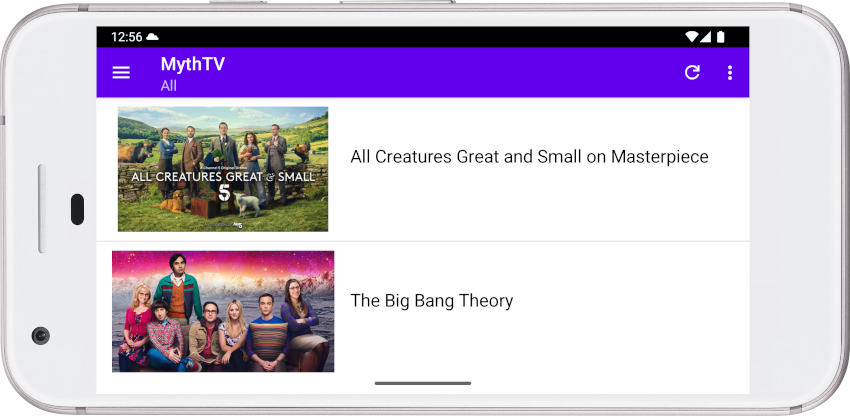 12:56
MythTV
All
A Channel 5 Original Drama
ALL CREATURES GREAT & SMALL
5
All Creatures Great and Small on Masterpiece
The Big Bang Theory